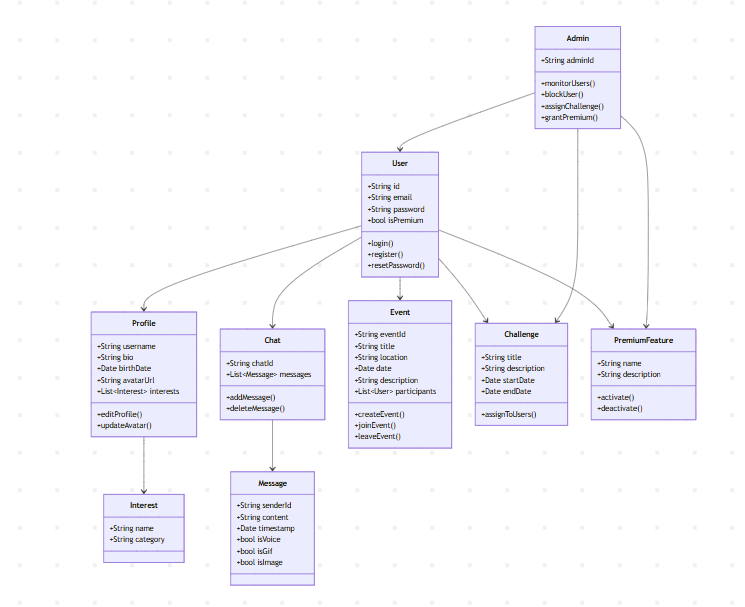 Admin
+String adminId
+monitorUsers()
+blockUser()
+assignChallenge()
+grantPremium()
User
+String id
+String email
+String password
+bool isPremium
+login()
+register()
+resetPassword()
Profile
+String username
+String bio
+Date birthDate
+String avatarUrl
+List<Interest> interests
+editProfile()
+updateAvatar()
Chat
+String chatId
+List<Message> messages
+addMessage()
+deleteMessage()
Event
+String eventId
+String title
+String location
+Date date
+String description
+List<User> participants
+createEvent()
+joinEvent()
+leaveEvent()
Challenge
+String title
+String description
+Date startDate
+Date endDate
+assignToUsers()
PremiumFeature
+String name
+String description
+activate()
+deactivate()
Interest
+String name
+String category
Message
+String senderId
+String content
+Date timestamp
+bool isVoice
+bool isGif
+bool isImage